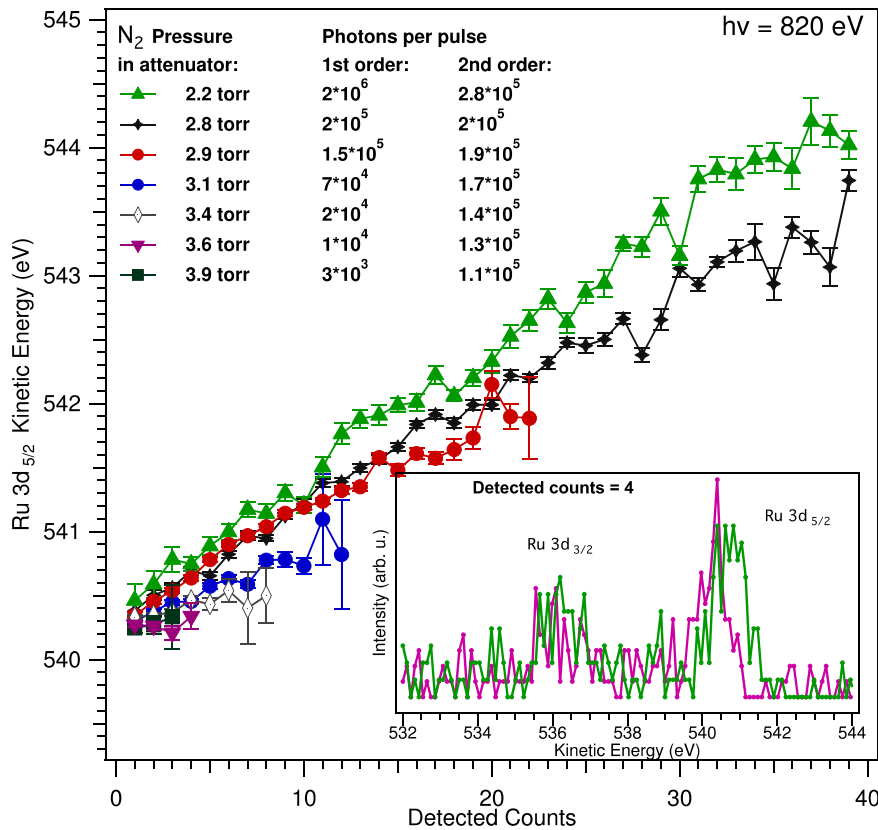 hν = 820 eV
N2 Pressure Photons per pulse
in attenuator: 1st order: 2nd order:
2.2 torr 2*10^6 2.8*10^5
2.8 torr 2*10^5 2*10^5
2.9 torr 1.5*10^5 1.9*10^5
3.1 torr 7*10^4 1.7*10^5
3.4 torr 2*10^4 1.4*10^5
3.6 torr 1*10^4 1.3*10^5
3.9 torr 3*10^3 1.1*10^5
Ru 3d 5/2 Kinetic Energy (eV)
545
544
543
542
541
540
0 10 20 30 40
Detected Counts
Detected counts = 4
Ru 3d 3/2
Ru 3d 5/2
Intensity (arb. u.)
532 534 536 538 540 542 544
Kinetic Energy (eV)